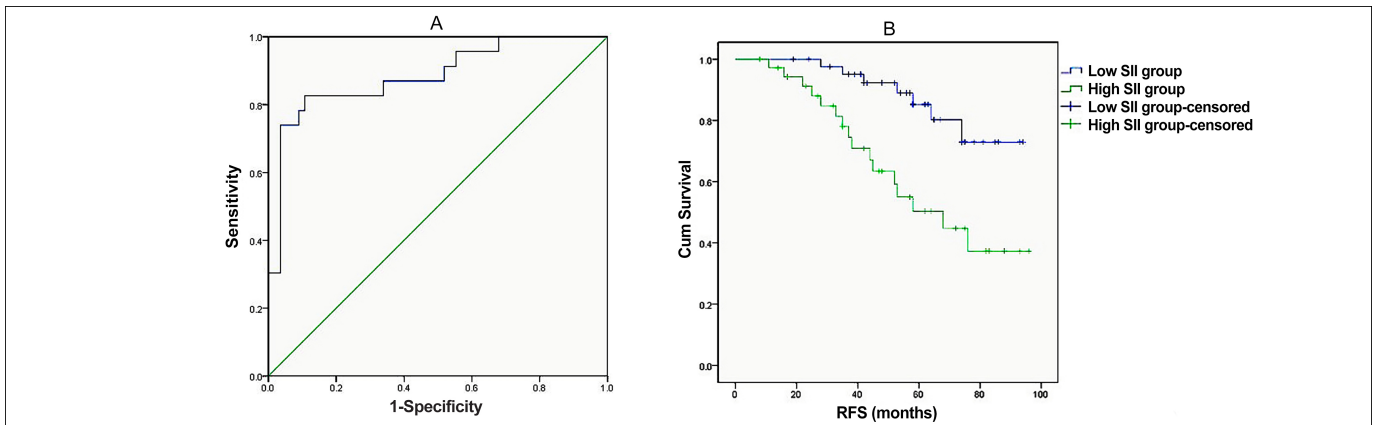 A
1.0
0.8
0.6
0.4
0.2
0.0
Sensitivity
0.0 0.2 0.4 0.6 0.8 1.0
1-Specificity
B
1.0
0.8
0.6
0.4
0.2
0.0
Cum Survival
0 20 40 60 80 100
RFS (months)
Low SII group
High SII group
Low SII group-censored
High SII group-censored